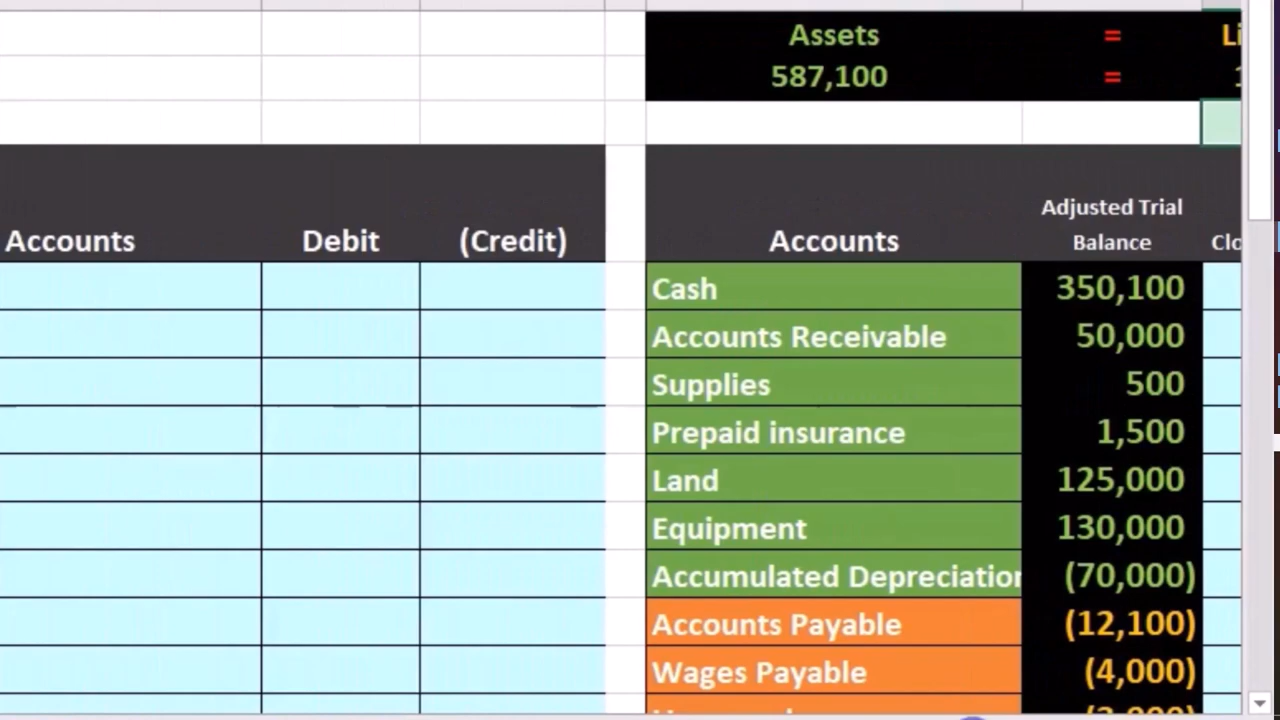 Assets = Li
587,100 =
Accounts Debit (Credit)
Accounts Adjusted Trial Balance Clo
Cash 350,100
Accounts Receivable 50,000
Supplies 500
Prepaid insurance 1,500
Land 125,000
Equipment 130,000
Accumulated Depreciation (70,000)
Accounts Payable (12,100)
Wages Payable (4,000)